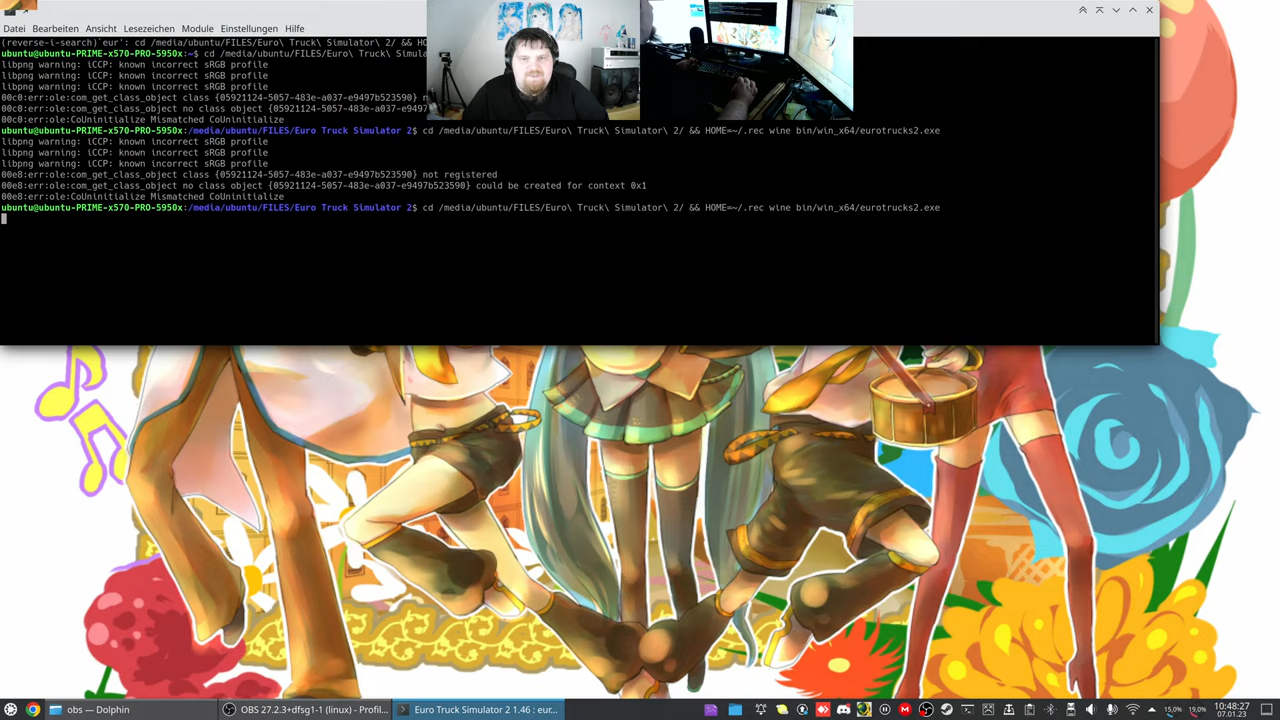 Datei Bearbeiten Ansicht Lesezeichen Module Einstellungen Hilfe
(reverse-i-search)`eur': cd /media/ubuntu/FILES/Euro\ Truck\ Simulator\ 2/ && HO
ubuntu@ubuntu-PRIME-x570-PRO-5950x:~$ cd /media/ubuntu/FILES/Euro\ Truck\ Simula
libpng warning: iCCP: known incorrect sRGB profile
libpng warning: iCCP: known incorrect sRGB profile
libpng warning: iCCP: known incorrect sRGB profile
00c0:err:ole:com_get_class_object class {05921124-5057-483e-a037-e9497b523590} n
00c0:err:ole:com_get_class_object no class object {05921124-5057-483e-a037-e9497
00c0:err:ole:CoUninitialize Mismatched CoUninitialize
ubuntu@ubuntu-PRIME-x570-PRO-5950x:/media/ubuntu/FILES/Euro Truck Simulator 2$ cd /media/ubuntu/FILES/Euro\ Truck\ Simulator\ 2/ && HOME=~/.rec wine bin/win_x64/eurotrucks2.exe
libpng warning: iCCP: known incorrect sRGB profile
libpng warning: iCCP: known incorrect sRGB profile
libpng warning: iCCP: known incorrect sRGB profile
00e8:err:ole:com_get_class_object class {05921124-5057-483e-a037-e9497b523590} not registered
00e8:err:ole:com_get_class_object no class object {05921124-5057-483e-a037-e9497b523590} could be created for context 0x1
00e8:err:ole:CoUninitialize Mismatched CoUninitialize
ubuntu@ubuntu-PRIME-x570-PRO-5950x:/media/ubuntu/FILES/Euro Truck Simulator 2$ cd /media/ubuntu/FILES/Euro\ Truck\ Simulator\ 2/ && HOME=~/.rec wine bin/win_x64/eurotrucks2.exe
obs — Dolphin
OBS 27.2.3+dfsg1-1 (linux) - Profil...
Euro Truck Simulator 2 1.46 : eur...
15,0% 19,0%
10:48:27
07.01.23